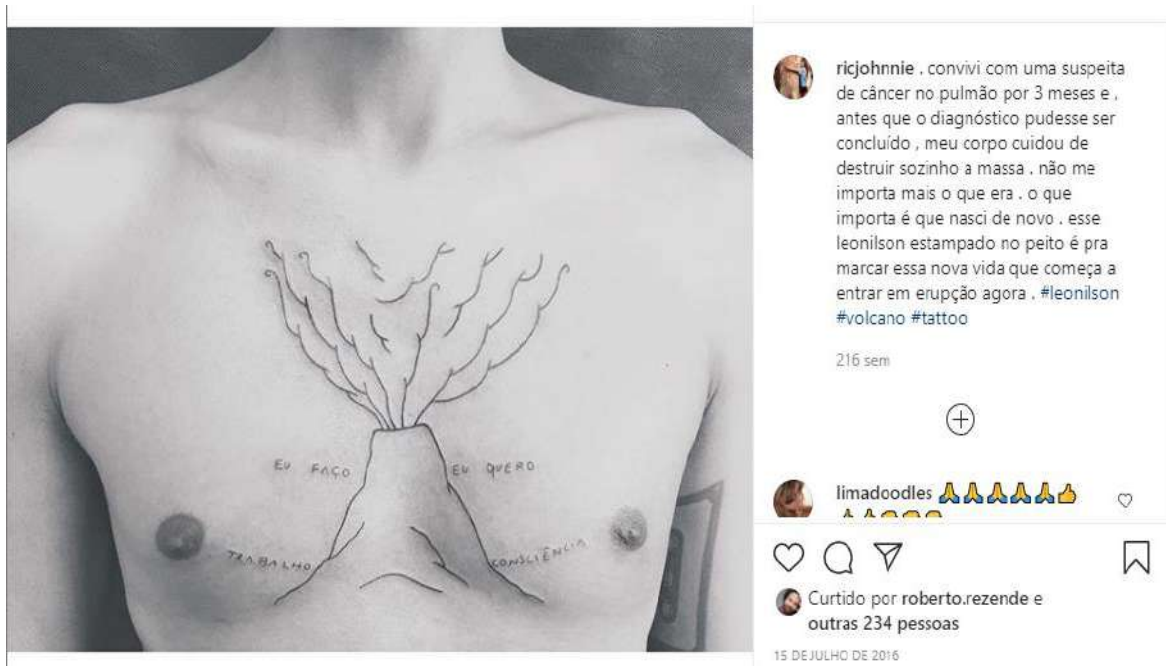 EU FAÇO
EU QUERO
TRABALHO
CONSCIÊNCIA
ricjohnnie . convivi com uma suspeita
de câncer no pulmão por 3 meses e ,
antes que o diagnóstico pudesse ser
concluído , meu corpo cuidou de
destruir sozinho a massa . não me
importa mais o que era . o que
importa é que nasci de novo . esse
leonilson estampado no peito é pra
marcar essa nova vida que começa a
entrar em erupção agora . #leonilson
#volcano #tattoo
216 sem
limadoodles 🙏🙏🙏🙏🙏👍
Curtido por roberto.rezende e
outras 234 pessoas
15 DE JULHO DE 2016